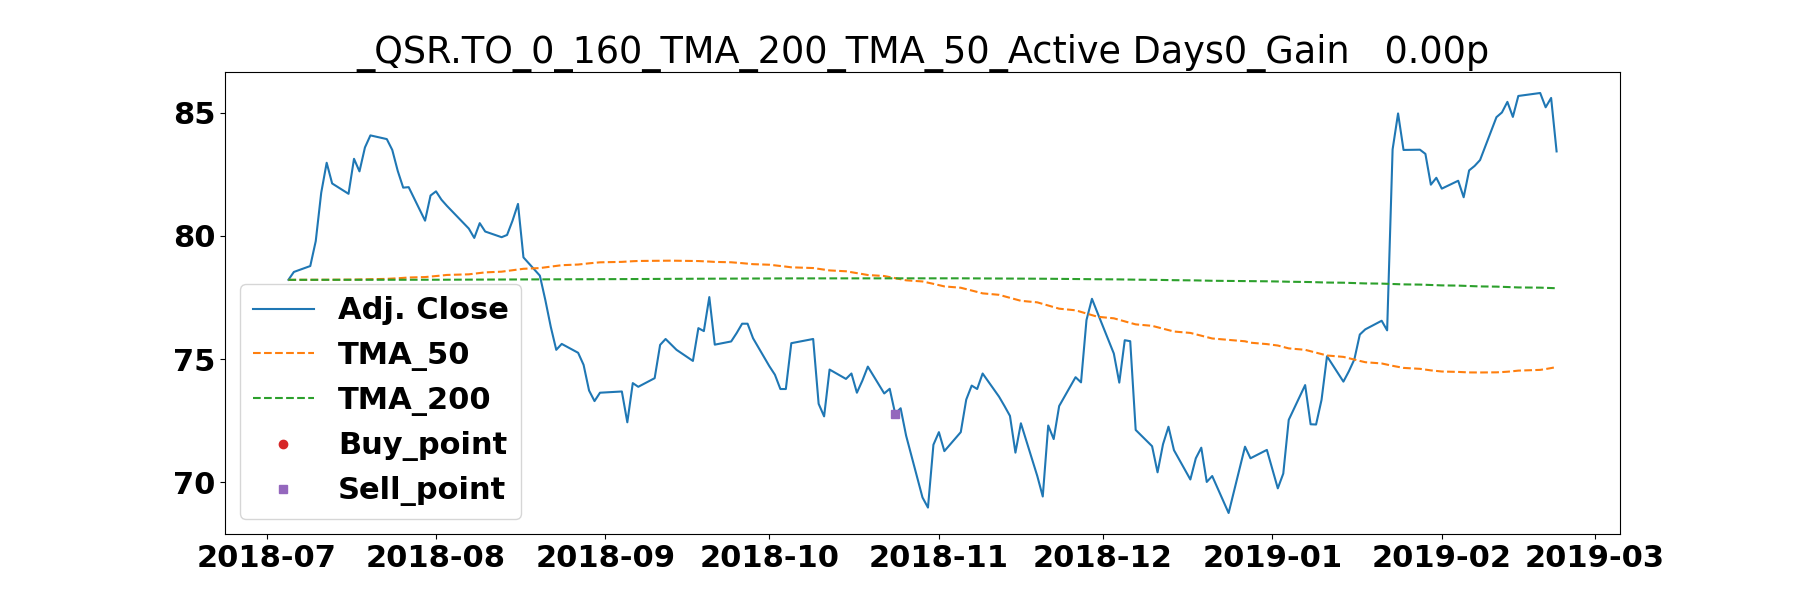 _QSR.TO_0_160_TMA_200_TMA_50_Active Days0_Gain   0.00p
85
80
75
70
Adj. Close
TMA_50
TMA_200
Buy_point
Sell_point
2018-07 2018-08 2018-09 2018-10 2018-11 2018-12 2019-01 2019-02 2019-03